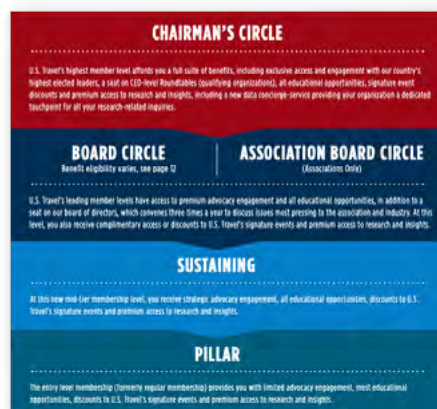 CHAIRMAN'S CIRCLE
U.S. Travel's highest member level affords you a full suite of benefits, including exclusive access and engagement with our country's
highest elected leaders, a seat on CEO-level Roundtables (qualifying organizations), all educational opportunities, signature event
discounts and premium access to research and insights, including a new data concierge-service providing your organization a dedicated
touchpoint for all your research-related inquiries.
BOARD CIRCLE
Benefit eligibility varies, see page 12
ASSOCIATION BOARD CIRCLE
(Associations Only)
U.S. Travel's leading member levels have access to premium advocacy engagement and all educational opportunities, in addition to a
seat on our board of directors, which convenes three times a year to discuss issues most pressing to the association and industry. At this
level, you also receive complimentary access or discounts to U.S. Travel's signature events and premium access to research and insights.
SUSTAINING
At this new mid-tier membership level, you receive strategic advocacy engagement, all educational opportunities, discounts to U.S.
Travel's signature events and premium access to research and insights.
PILLAR
The entry level membership (formerly regular membership) provides you with limited advocacy engagement, most educational
opportunities, discounts to U.S. Travel's signature events and premium access to research and insights.